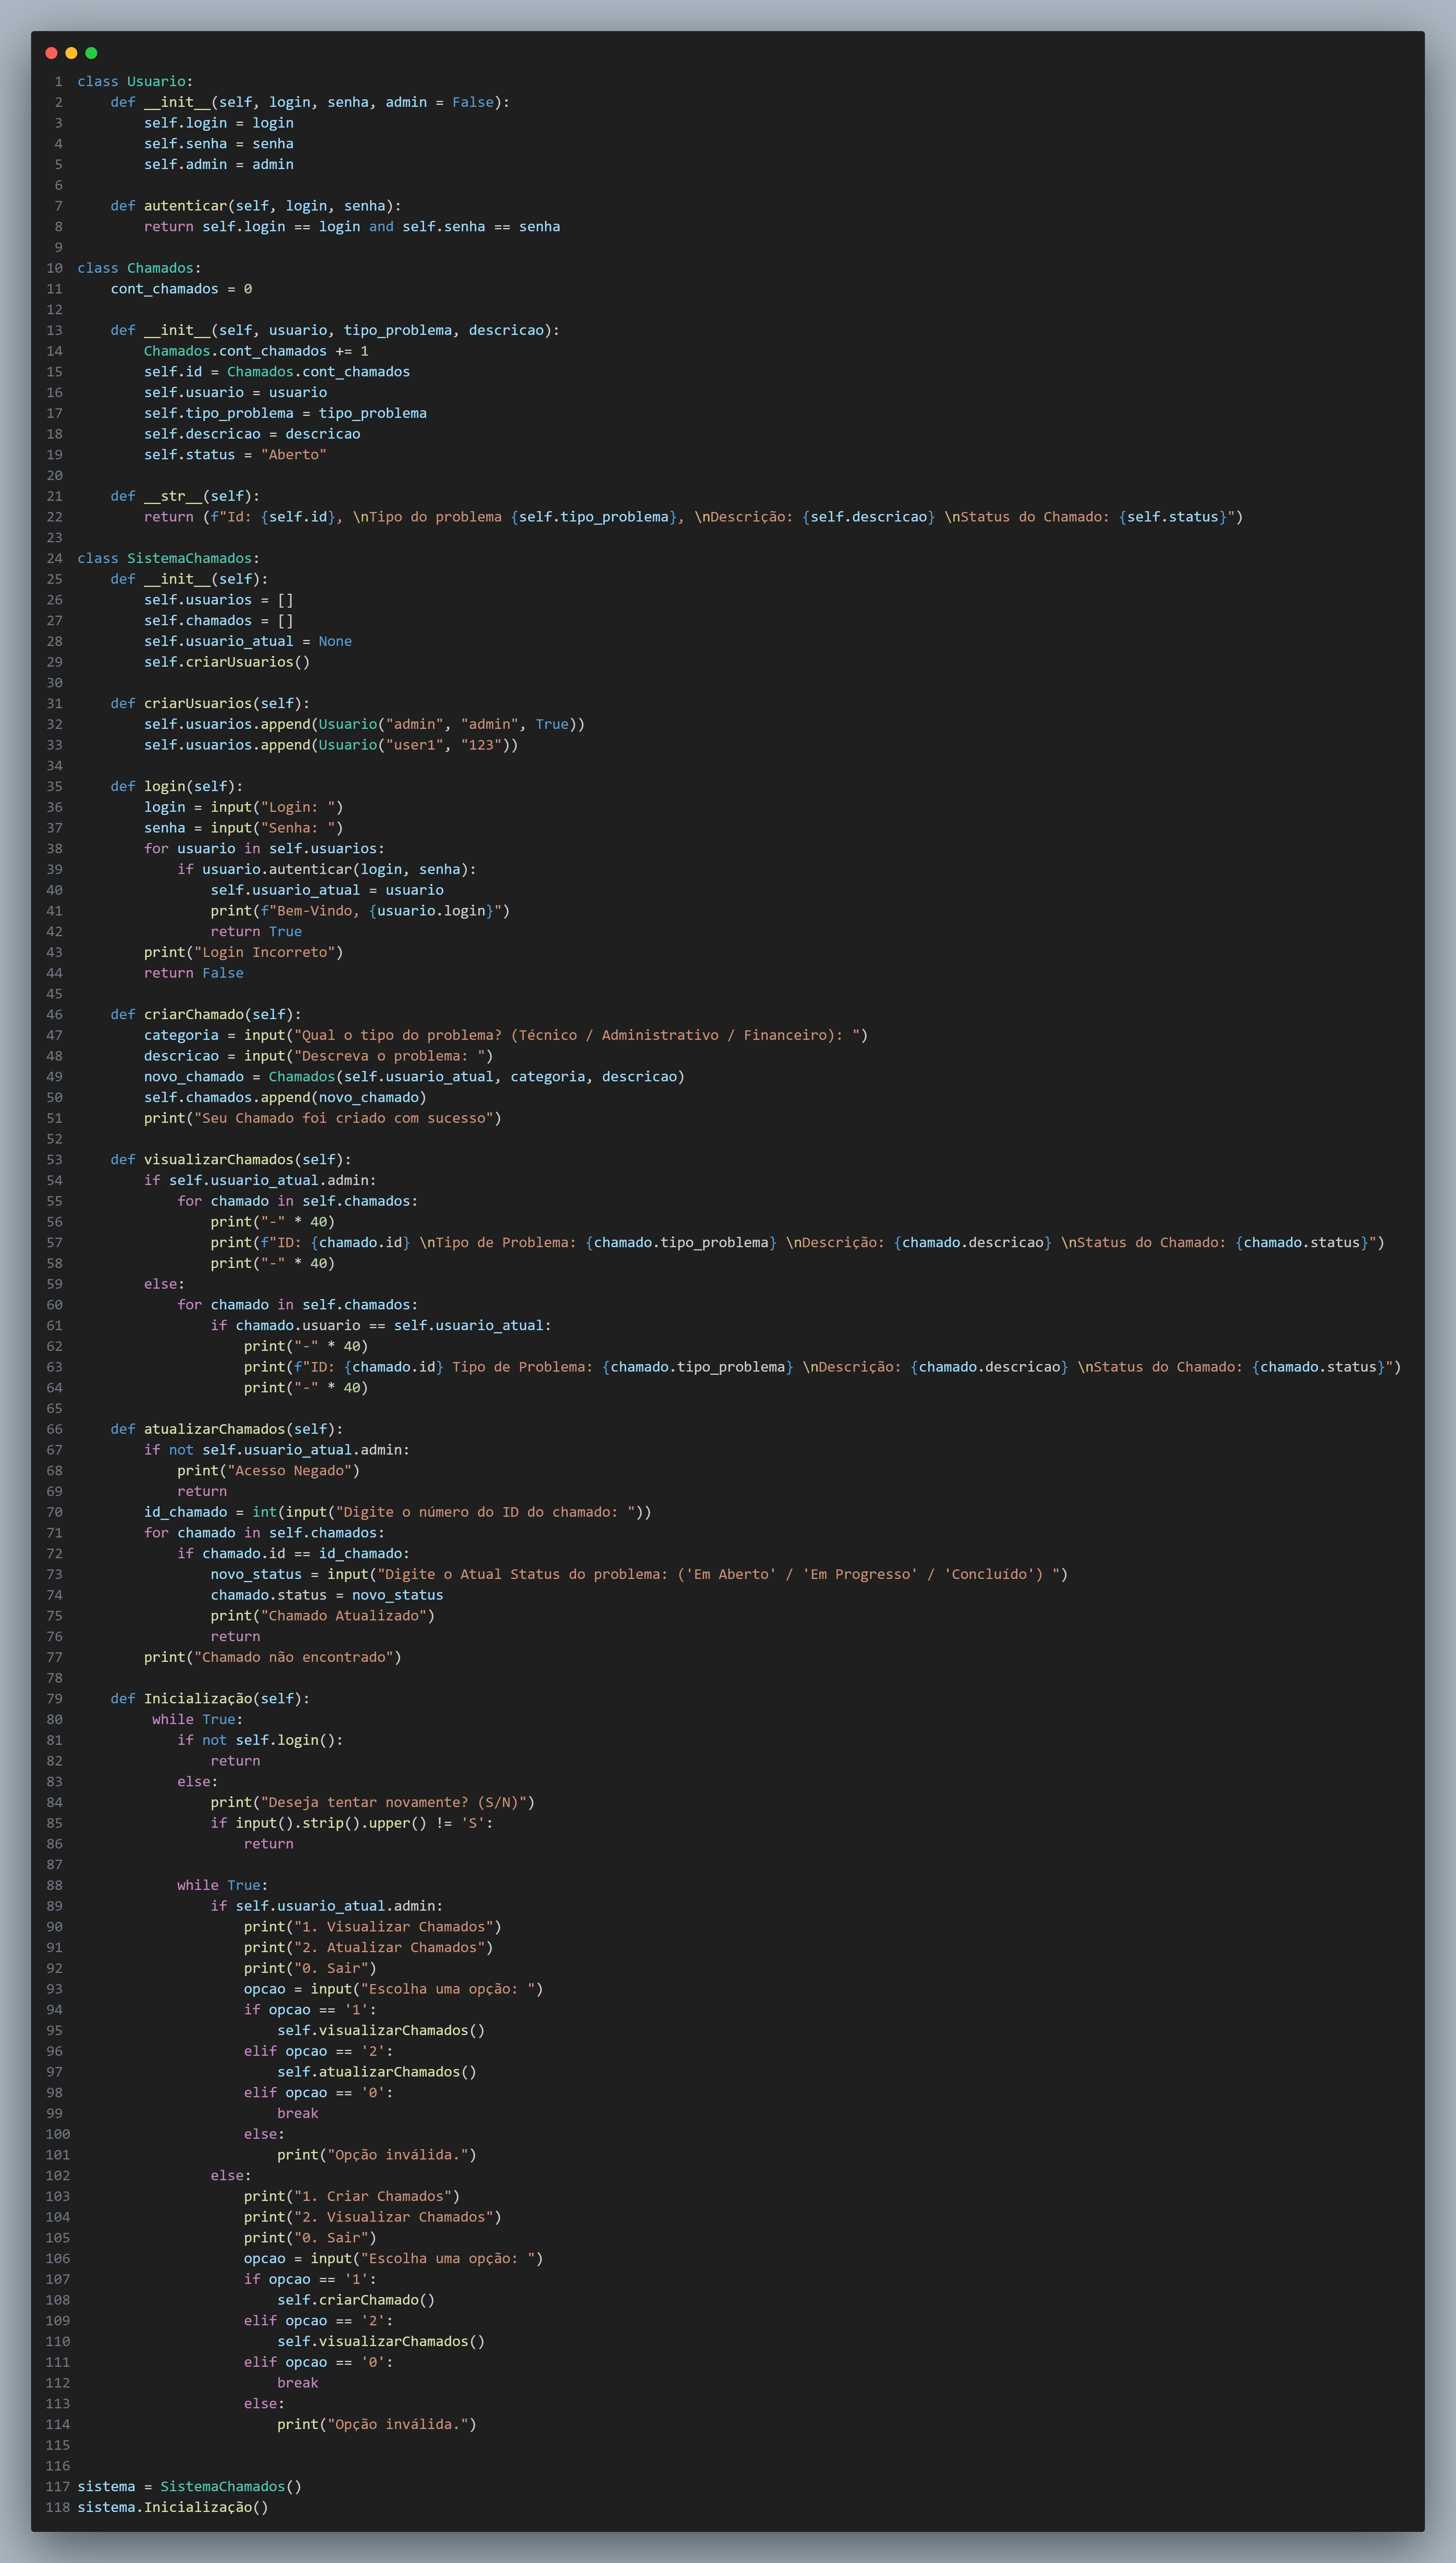 1 class Usuario:
2     def __init__(self, login, senha, admin = False):
3         self.login = login
4         self.senha = senha
5         self.admin = admin
6
7     def autenticar(self, login, senha):
8         return self.login == login and self.senha == senha
9
10 class Chamados:
11     cont_chamados = 0
12
13     def __init__(self, usuario, tipo_problema, descricao):
14         Chamados.cont_chamados += 1
15         self.id = Chamados.cont_chamados
16         self.usuario = usuario
17         self.tipo_problema = tipo_problema
18         self.descricao = descricao
19         self.status = "Aberto"
20
21     def __str__(self):
22         return (f"Id: {self.id}, \nTipo do problema {self.tipo_problema}, \nDescrição: {self.descricao} \nStatus do Chamado: {self.status}")
23
24 class SistemaChamados:
25     def __init__(self):
26         self.usuarios = []
27         self.chamados = []
28         self.usuario_atual = None
29         self.criarUsuarios()
30
31     def criarUsuarios(self):
32         self.usuarios.append(Usuario("admin", "admin", True))
33         self.usuarios.append(Usuario("user1", "123"))
34
35     def login(self):
36         login = input("Login: ")
37         senha = input("Senha: ")
38         for usuario in self.usuarios:
39             if usuario.autenticar(login, senha):
40                 self.usuario_atual = usuario
41                 print(f"Bem-Vindo, {usuario.login}")
42                 return True
43         print("Login Incorreto")
44         return False
45
46     def criarChamado(self):
47         categoria = input("Qual o tipo do problema? (Técnico / Administrativo / Financeiro): ")
48         descricao = input("Descreva o problema: ")
49         novo_chamado = Chamados(self.usuario_atual, categoria, descricao)
50         self.chamados.append(novo_chamado)
51         print("Seu Chamado foi criado com sucesso")
52
53     def visualizarChamados(self):
54         if self.usuario_atual.admin:
55             for chamado in self.chamados:
56                 print("-" * 40)
57                 print(f"ID: {chamado.id} \nTipo de Problema: {chamado.tipo_problema} \nDescrição: {chamado.descricao} \nStatus do Chamado: {chamado.status}")
58                 print("-" * 40)
59         else:
60             for chamado in self.chamados:
61                 if chamado.usuario == self.usuario_atual:
62                     print("-" * 40)
63                     print(f"ID: {chamado.id} Tipo de Problema: {chamado.tipo_problema} \nDescrição: {chamado.descricao} \nStatus do Chamado: {chamado.status}")
64                     print("-" * 40)
65
66     def atualizarChamados(self):
67         if not self.usuario_atual.admin:
68             print("Acesso Negado")
69             return
70         id_chamado = int(input("Digite o número do ID do chamado: "))
71         for chamado in self.chamados:
72             if chamado.id == id_chamado:
73                 novo_status = input("Digite o Atual Status do problema: ('Em Aberto' / 'Em Progresso' / 'Concluído') ")
74                 chamado.status = novo_status
75                 print("Chamado Atualizado")
76                 return
77         print("Chamado não encontrado")
78
79     def Inicialização(self):
80          while True:
81             if not self.login():
82                 return
83             else:
84                 print("Deseja tentar novamente? (S/N)")
85                 if input().strip().upper() != 'S':
86                     return
87
88             while True:
89                 if self.usuario_atual.admin:
90                     print("1. Visualizar Chamados")
91                     print("2. Atualizar Chamados")
92                     print("0. Sair")
93                     opcao = input("Escolha uma opção: ")
94                     if opcao == '1':
95                         self.visualizarChamados()
96                     elif opcao == '2':
97                         self.atualizarChamados()
98                     elif opcao == '0':
99                         break
100                     else:
101                         print("Opção inválida.")
102                 else:
103                     print("1. Criar Chamados")
104                     print("2. Visualizar Chamados")
105                     print("0. Sair")
106                     opcao = input("Escolha uma opção: ")
107                     if opcao == '1':
108                         self.criarChamado()
109                     elif opcao == '2':
110                         self.visualizarChamados()
111                     elif opcao == '0':
112                         break
113                     else:
114                         print("Opção inválida.")
115
116
117 sistema = SistemaChamados()
118 sistema.Inicialização()